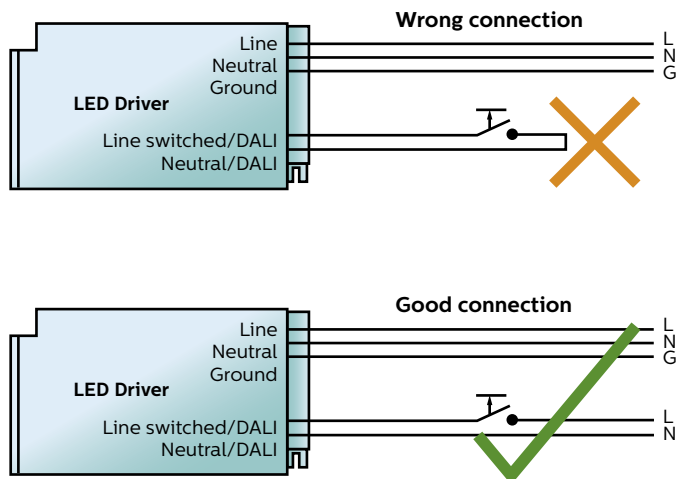 Wrong connection
Line
Neutral
Ground
LED Driver
Line switched/DALI
Neutral/DALI
L
N
G
Good connection
Line
Neutral
Ground
LED Driver
Line switched/DALI
Neutral/DALI
L
N
G
L
N